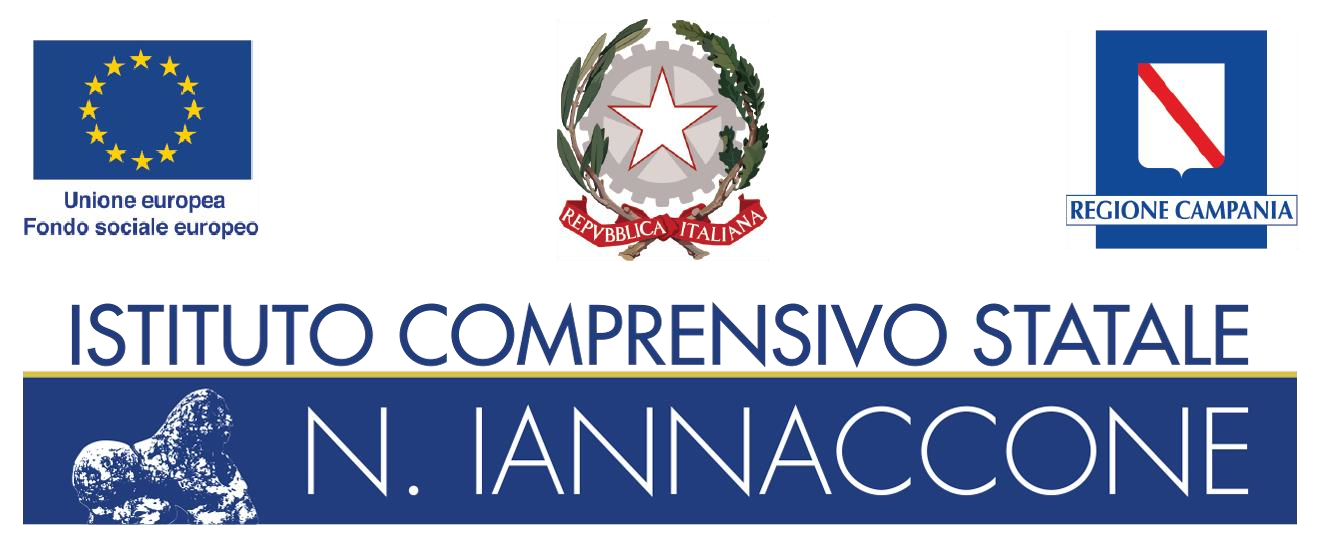 Unione europea
Fondo sociale europeo
REPVBBLICA ITALIANA
REGIONE CAMPANIA
ISTITUTO COMPRENSIVO STATALE
N. IANNACCONE